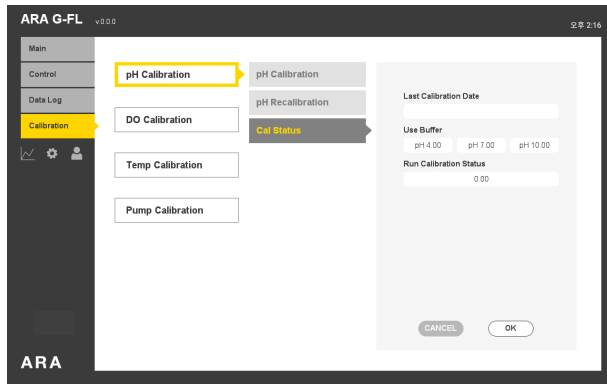 ARA G-FL v0.0.0
오후 2:16
Main
Control
Data Log
Calibration
pH Calibration
DO Calibration
Temp Calibration
Pump Calibration
pH Calibration
pH Recalibration
Cal Status
Last Calibration Date
Use Buffer
pH 4.00 pH 7.00 pH 10.00
Run Calibration Status
0.00
CANCEL OK
ARA